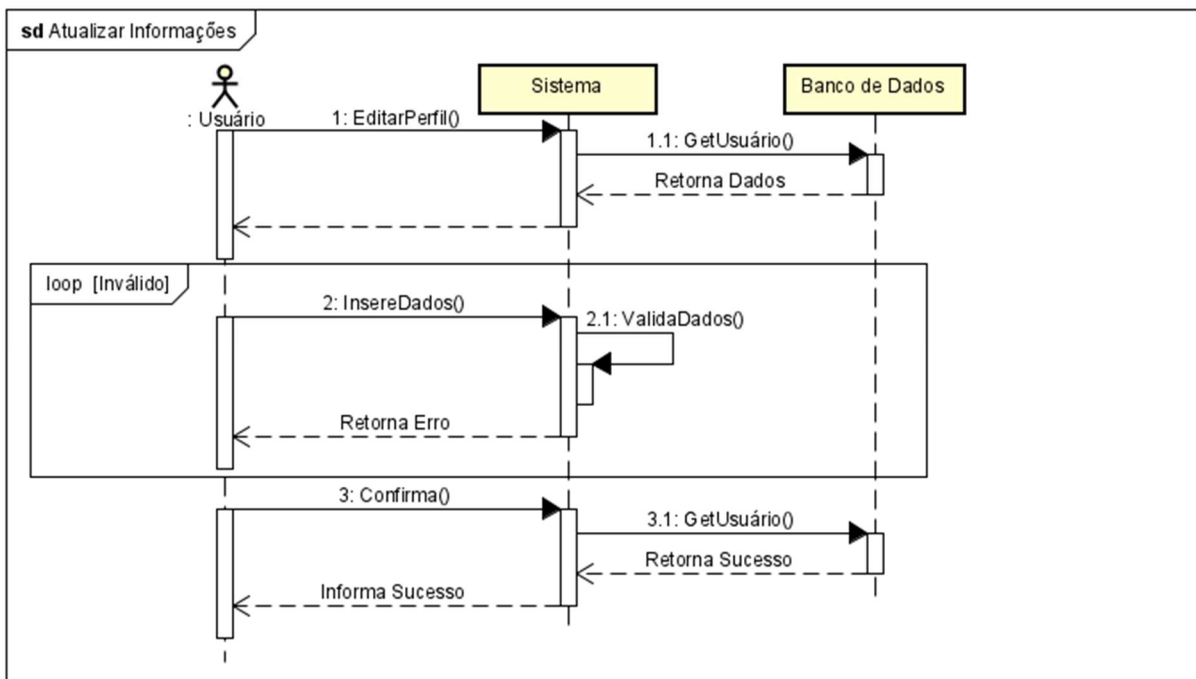 sd Atualizar Informações
: Usuário
Sistema
Banco de Dados
1: EditarPerfil()
1.1: GetUsuário()
Retorna Dados
loop [Inválido]
2: InsereDados()
2.1: ValidaDados()
Retorna Erro
3: Confirma()
3.1: GetUsuário()
Retorna Sucesso
Informa Sucesso